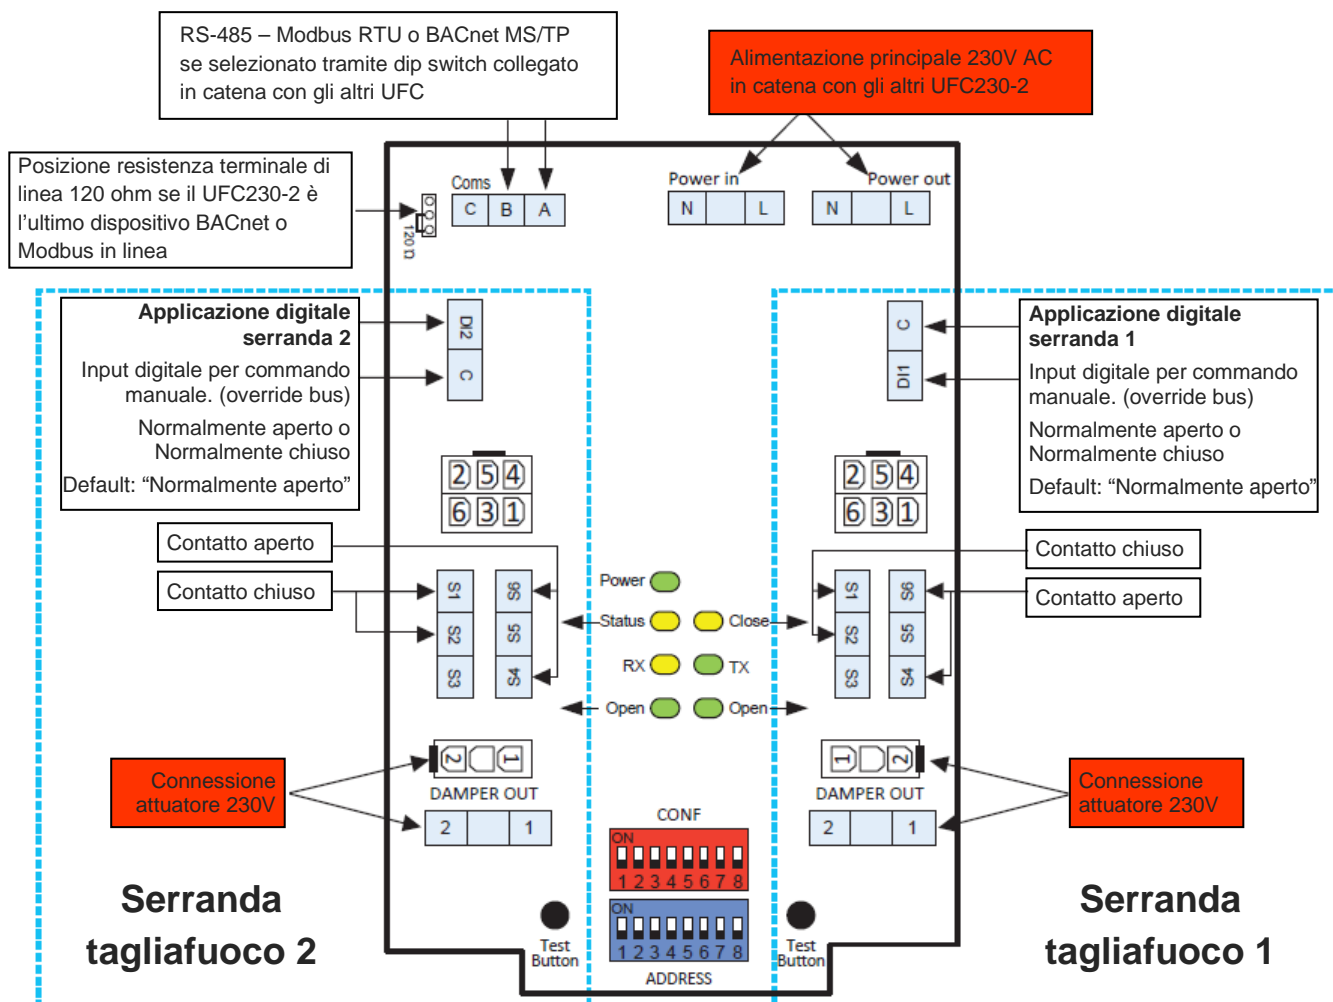 RS-485 – Modbus RTU o BACnet MS/TP
se selezionato tramite dip switch collegato
in catena con gli altri UFC
Alimentazione principale 230V AC
in catena con gli altri UFC230-2
Posizione resistenza terminale di
linea 120 ohm se il UFC230-2 è
l’ultimo dispositivo BACnet o
Modbus in linea
120 Ω
Coms
C B A
Power in
N L
Power out
N L
Applicazione digitale
serranda 2
Input digitale per commando
manuale. (override bus)
Normalmente aperto o
Normalmente chiuso
Default: “Normalmente aperto”
DI2
C
C
DI1
Applicazione digitale
serranda 1
Input digitale per commando
manuale. (override bus)
Normalmente aperto o
Normalmente chiuso
Default: “Normalmente aperto”
2 5 4
6 3 1
2 5 4
6 3 1
Contatto aperto
Contatto chiuso
Contatto chiuso
Contatto aperto
S1 S6
S2 S5
S3 S4
Power
Status Close
RX TX
Open Open
S1 S6
S2 S5
S3 S4
Connessione
attuatore 230V
2 1
DAMPER OUT
2 1
1 2
DAMPER OUT
2 1
Connessione
attuatore 230V
CONF
ON
1 2 3 4 5 6 7 8
ON
1 2 3 4 5 6 7 8
ADDRESS
Test
Button
Test
Button
Serranda
tagliafuoco 2
Serranda
tagliafuoco 1